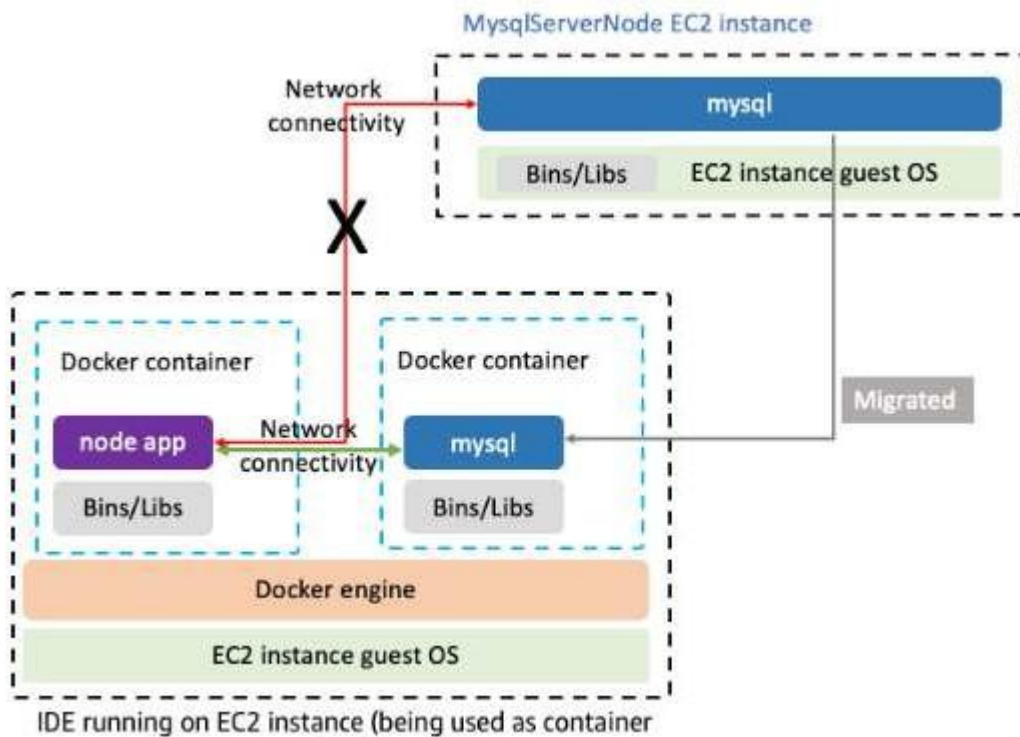 MysqlServerNode EC2 instance
Network
connectivity
mysql
Bins/Libs
EC2 instance guest OS
X
Docker container
Docker container
Migrated
node app
Network
connectivity
mysql
Bins/Libs
Bins/Libs
Docker engine
EC2 instance guest OS
IDE running on EC2 instance (being used as container